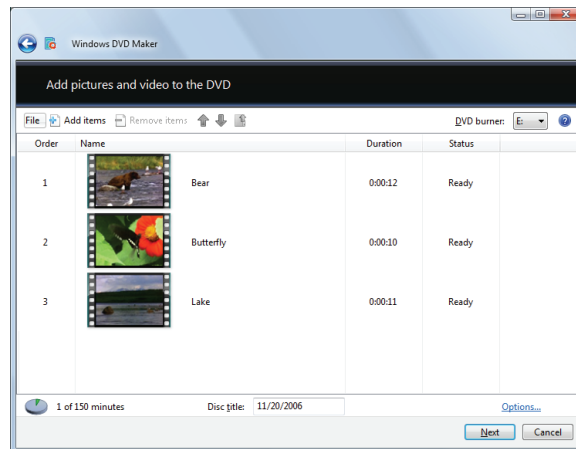 Windows DVD Maker
Add pictures and video to the DVD
File Add items Remove items DVD burner: E:
Order Name Duration Status
1 Bear 0:00:12 Ready
2 Butterfly 0:00:10 Ready
3 Lake 0:00:11 Ready
1 of 150 minutes Disc title: 11/20/2006 Options...
Next Cancel